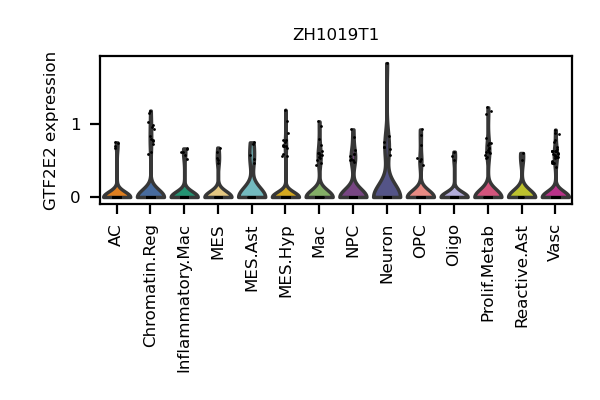 ZH1019T1
GTF2E2 expression
1
0
AC
Chromatin.Reg
Inflammatory.Mac
MES
MES.Ast
MES.Hyp
Mac
NPC
Neuron
OPC
Oligo
Prolif.Metab
Reactive.Ast
Vasc